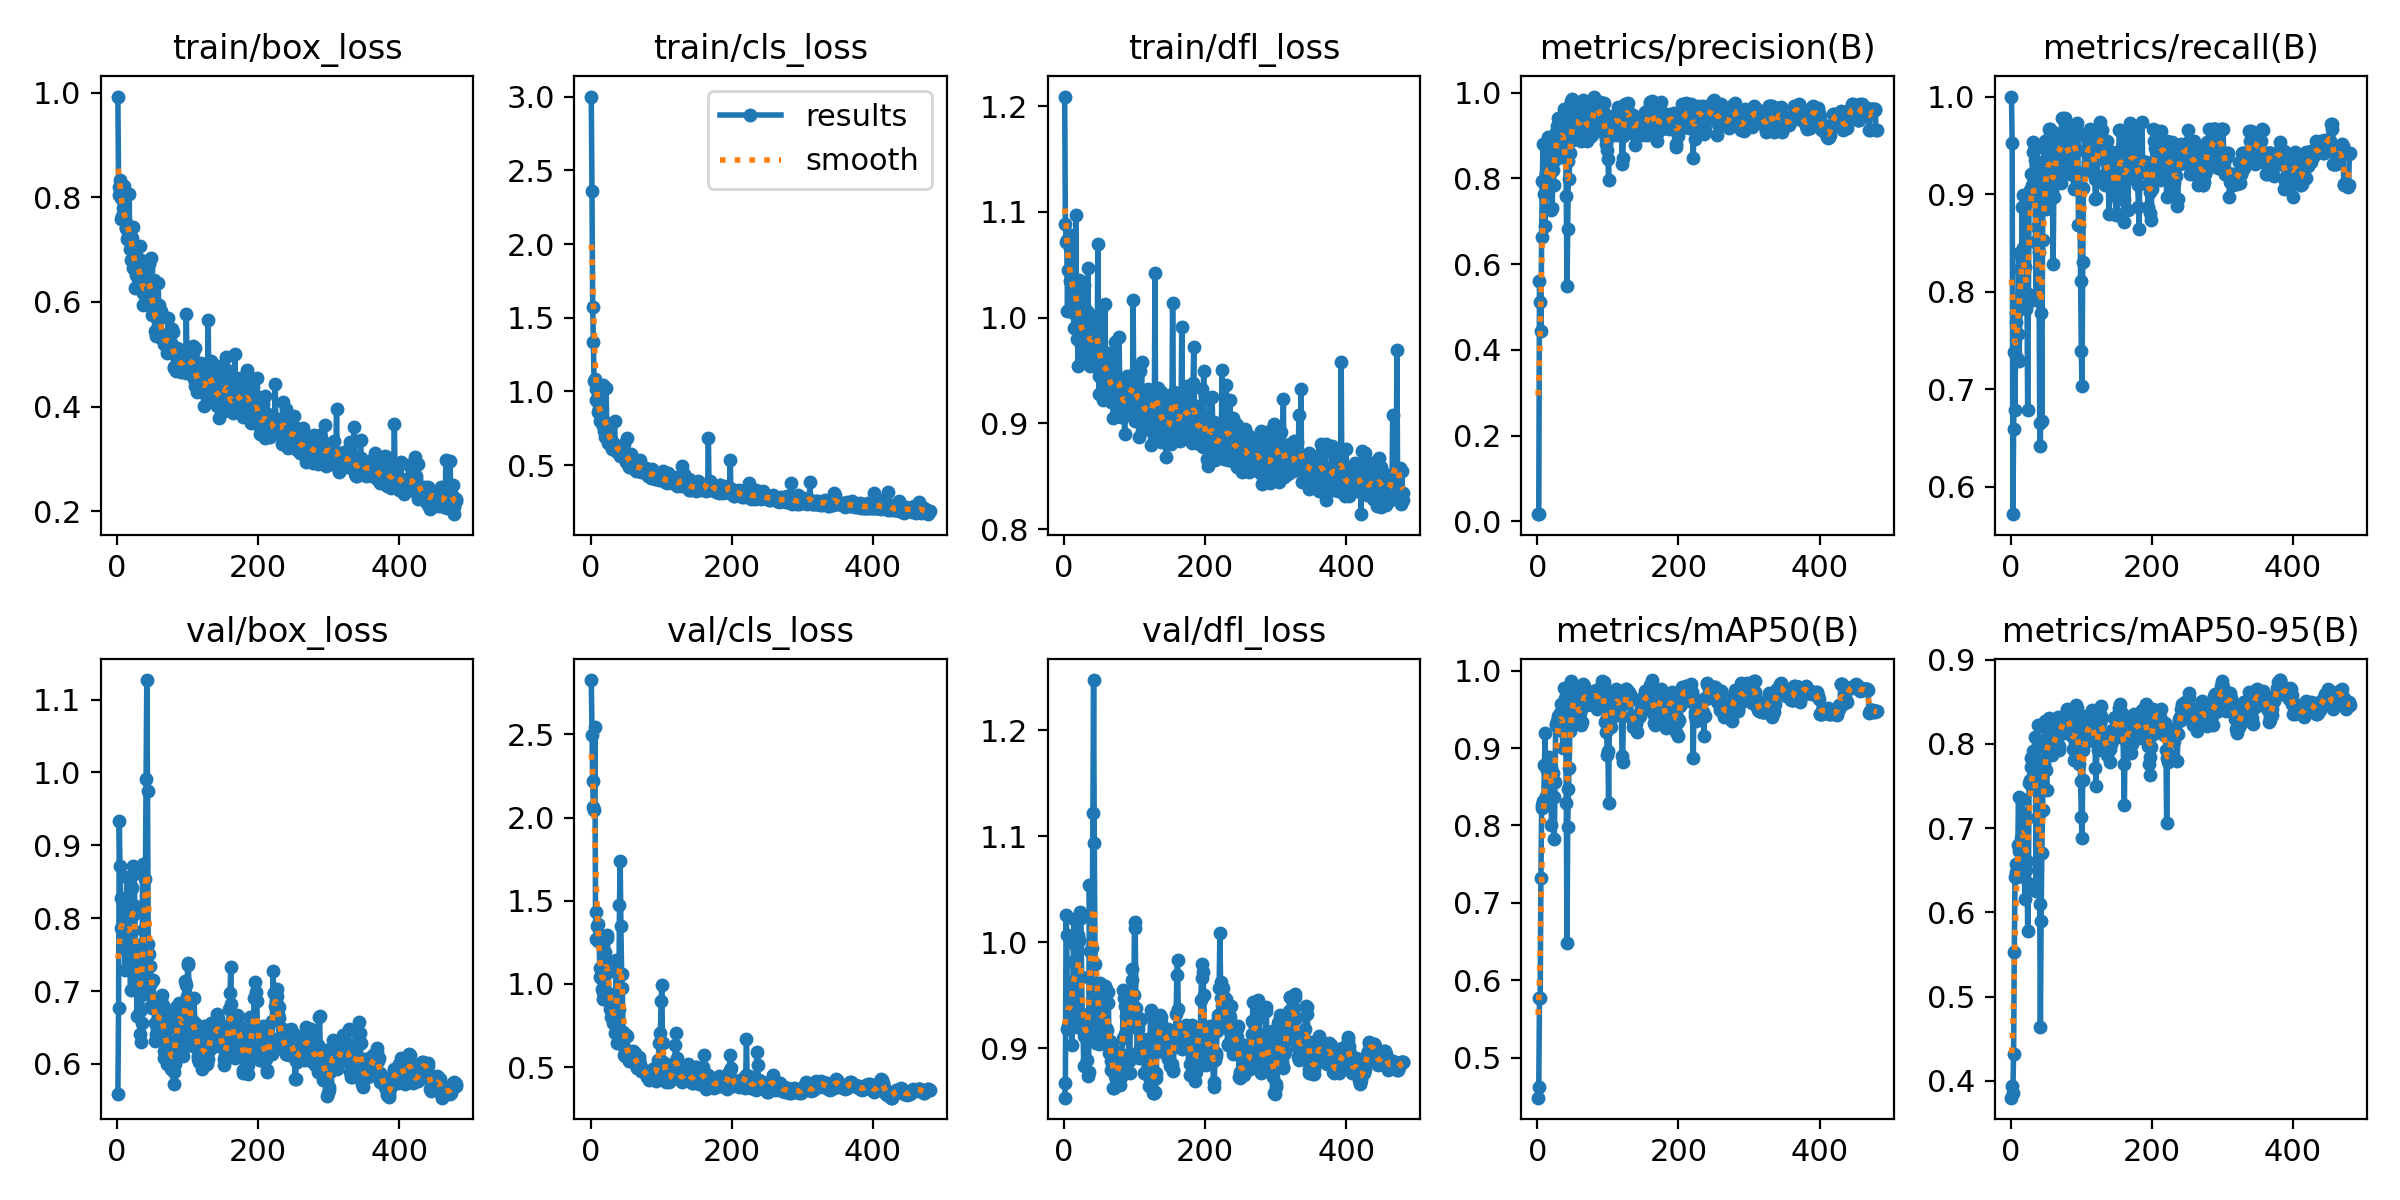 train/box_loss
1.0
0.8
0.6
0.4
0.2
0 200 400
train/cls_loss
3.0
2.5
2.0
1.5
1.0
0.5
results
smooth
0 200 400
train/dfl_loss
1.2
1.1
1.0
0.9
0.8
0 200 400
metrics/precision(B)
1.0
0.8
0.6
0.4
0.2
0.0
0 200 400
metrics/recall(B)
1.0
0.9
0.8
0.7
0.6
0 200 400
val/box_loss
1.1
1.0
0.9
0.8
0.7
0.6
0 200 400
val/cls_loss
2.5
2.0
1.5
1.0
0.5
0 200 400
val/dfl_loss
1.2
1.1
1.0
0.9
0 200 400
metrics/mAP50(B)
1.0
0.9
0.8
0.7
0.6
0.5
0 200 400
metrics/mAP50-95(B)
0.9
0.8
0.7
0.6
0.5
0.4
0 200 400